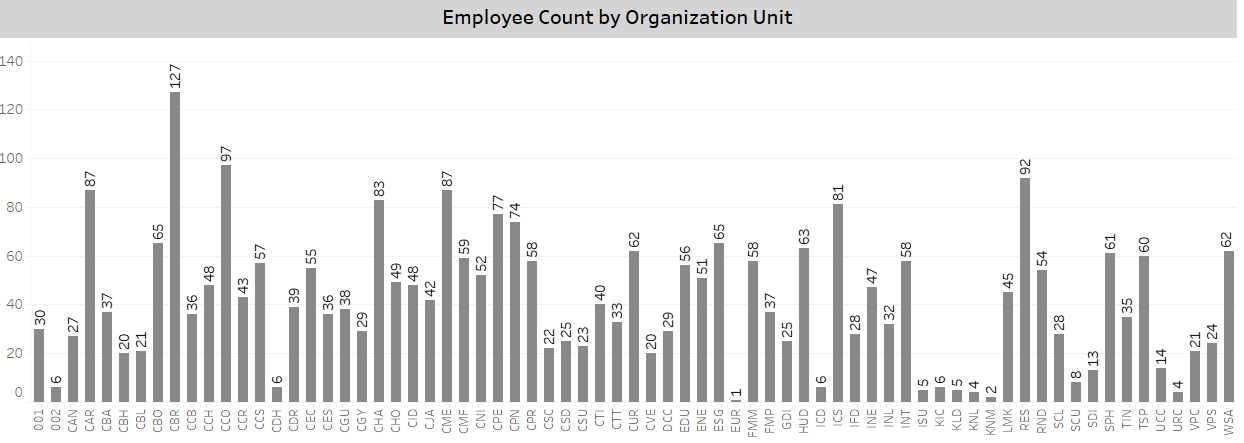 Employee Count by Organization Unit
140
120
100
80
60
40
20
0
30 6 27 87 37 20 21 65 127 36 48 97 43 57 6 39 55 36 38 29 83 49 48 42 87 59 52 77 74 58 22 25 23 40 33 62 20 29 56 51 65 1 58 37 25 63 6 81 28 47 32 58 5 6 5 4 2 45 92 54 28 8 13 61 35 60 14 4 21 24 62
001 002 CAN CAR CBA CBH CBL CBO CBR CCB CCH CCO CCR CCS CDH CDR CEC CES CGU CGY CHA CHO CID CJA CME CMF CNI CPE CPN CPR CSC CSD CSU CTI CTT CUR CVE DCC EDU ENE ESG EUR FMM FMP GDI HUD ICD ICS IFD INE INL INT ISU KIC KLD KNL KNM LMK RES RND SCL SCU SDI SPH TIN TSP UCC URC VPC VPS WSA